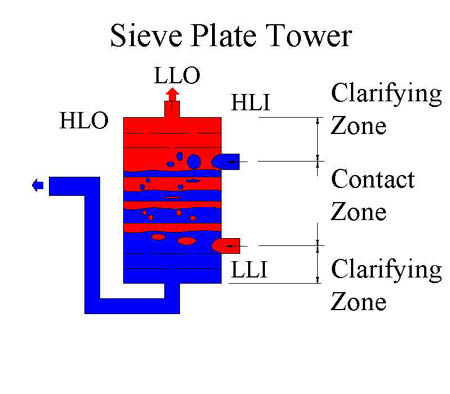 Sieve Plate Tower
LLO
HLI
HLO
Clarifying
Zone
Contact
Zone
LLI
Clarifying
Zone